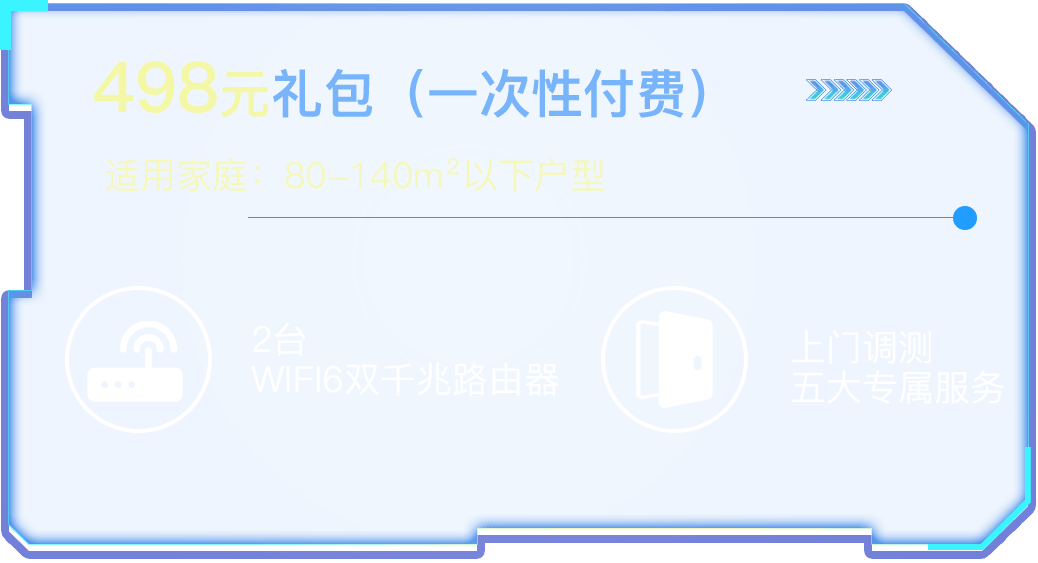 498元礼包（一次性付费）
适用家庭：80-140m²以下户型
2台
WIFI6双千兆路由器
上门调测
五大专属服务